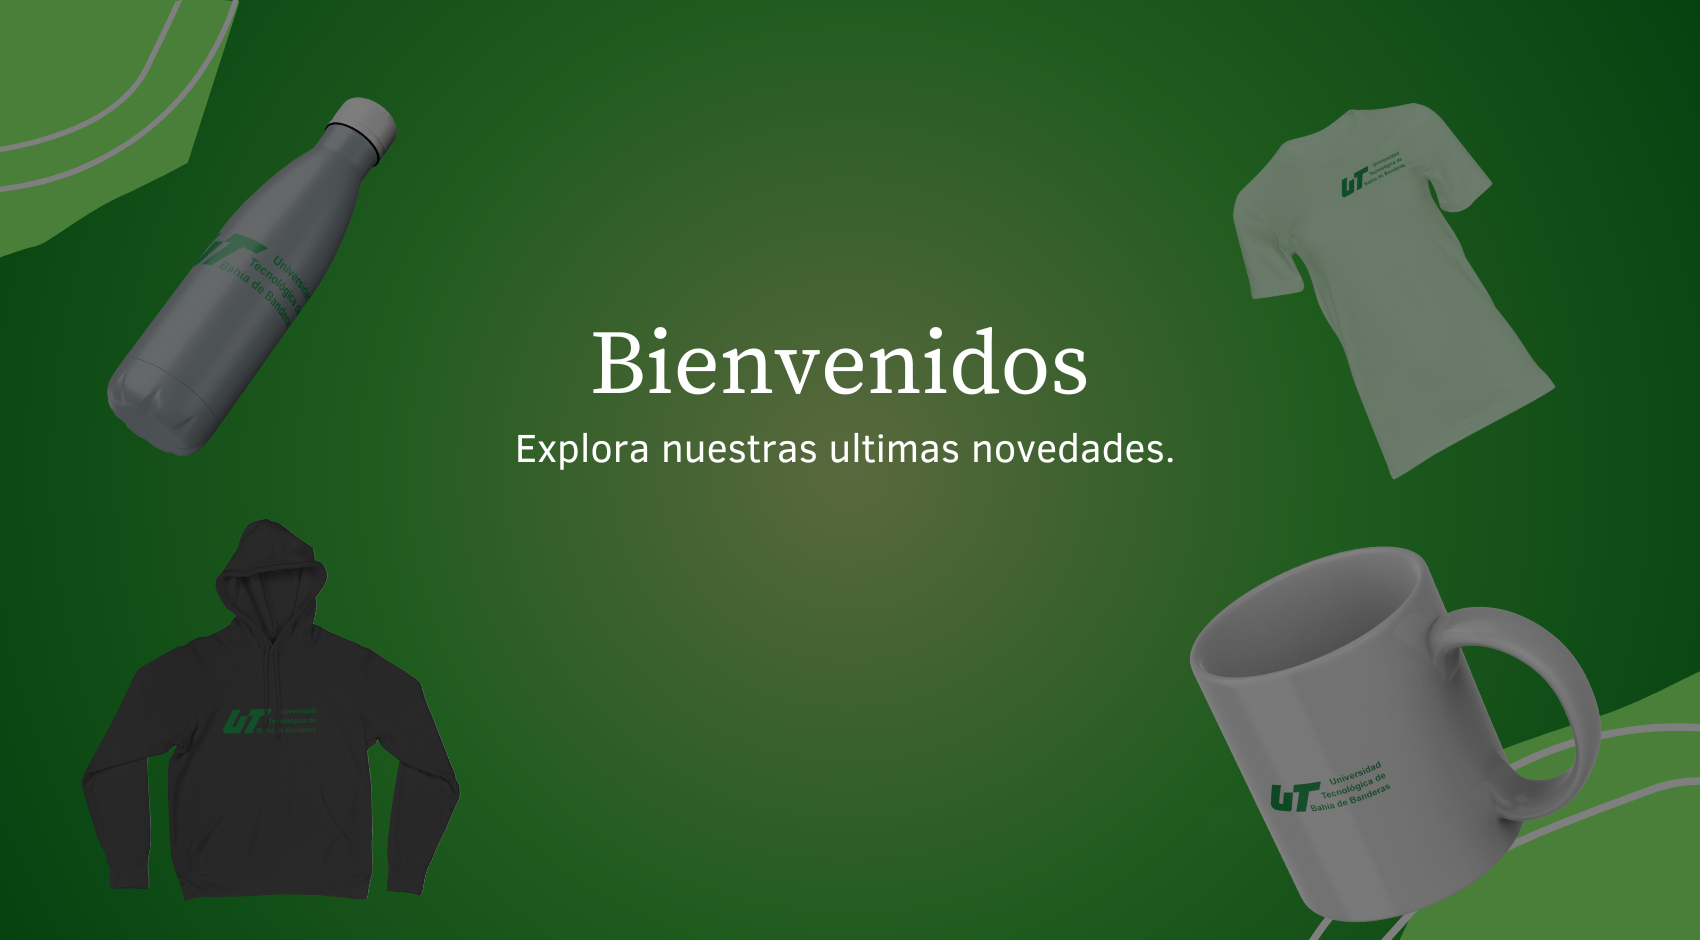 Universidad
Tecnológica de
Bahía de Banderas
UT
Universidad
Tecnológica de
Bahía de Banderas
UT
Bienvenidos
Explora nuestras ultimas novedades.
UT
Universidad
Tecnológica de
Bahía de Banderas
UT
Universidad
Tecnológica de
Bahía de Banderas